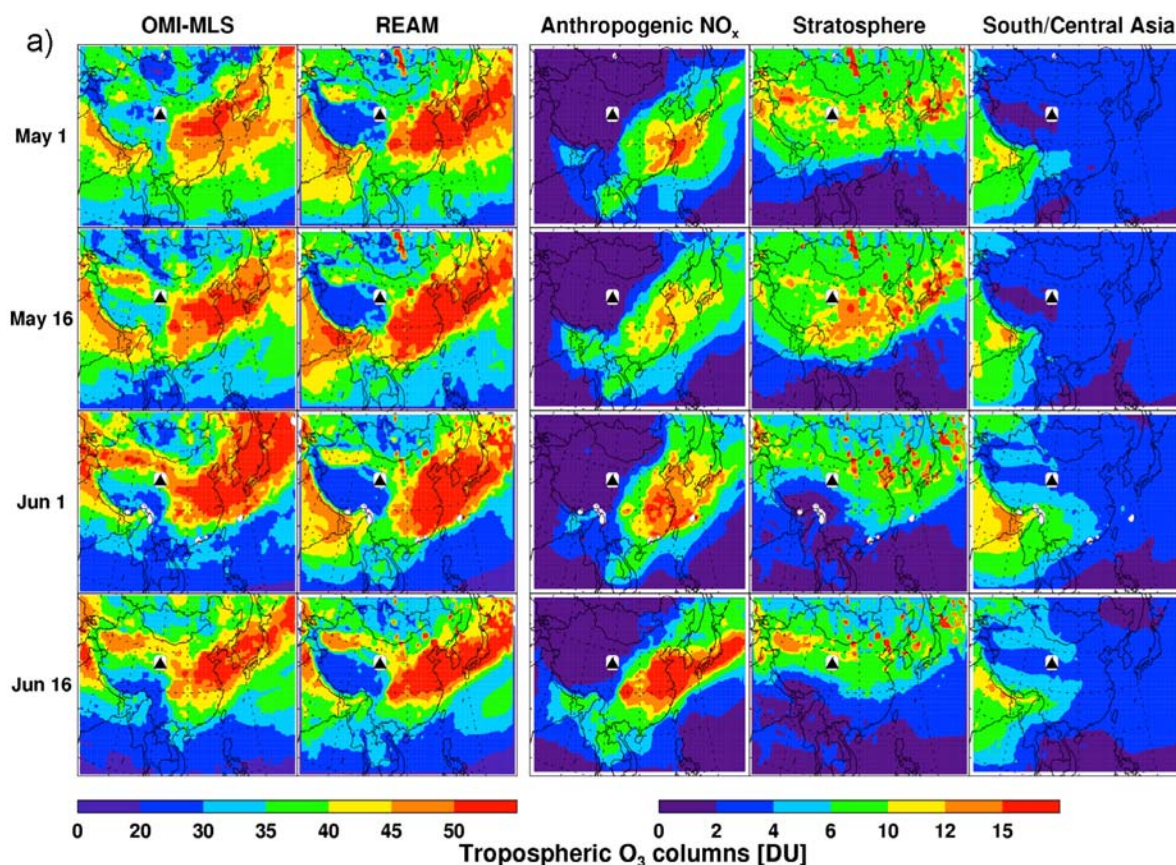 a)
OMI-MLS REAM Anthropogenic NOx Stratosphere South/Central Asia
May 1
May 16
Jun 1
Jun 16
0 20 30 35 40 45 50 0 2 4 6 10 12 15
Tropospheric O3 columns [DU]